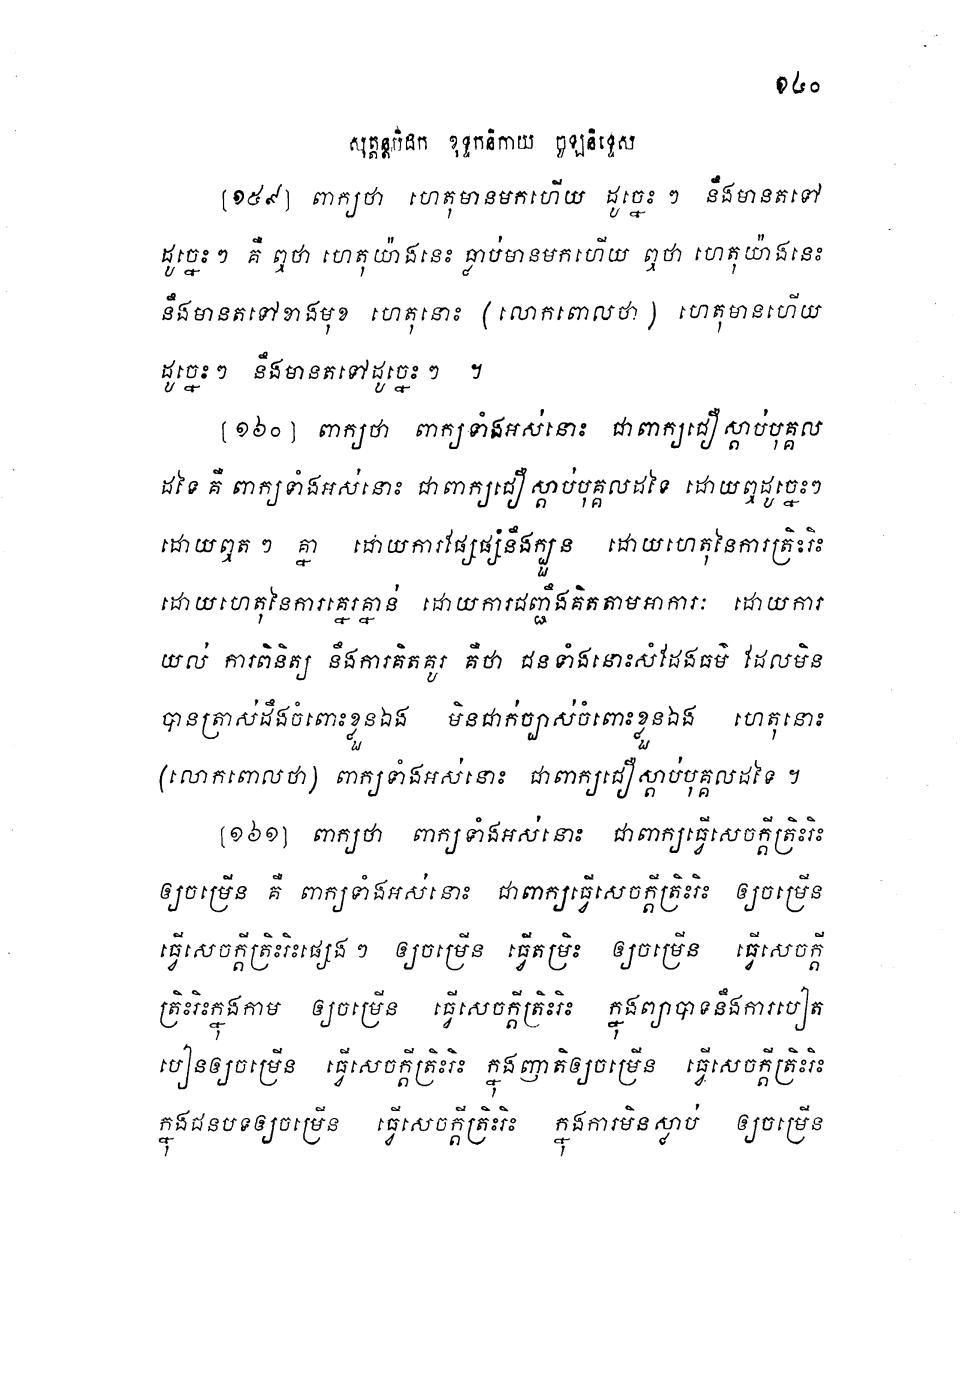 ១៤០
សុត្តន្តបិដក ខុទ្ទកនិកាយ ចូឡនិទ្ទេស
[១៥៩] ពាក្យថា ហេតុមានមកហើយ ដូច្នេះ ៗ នឹងមានតទៅ
ដូច្នេះ ៗ គឺ ឮថា ហេតុយ៉ាងនេះ ធ្លាប់មានមកហើយ ឮថា ហេតុយ៉ាងនេះ
នឹងមានតទៅខាងមុខ ហេតុនោះ (លោកពោលថា) ហេតុមានហើយ
ដូច្នេះ ៗ នឹងមានតទៅដូច្នេះ ៗ ។
[១៦០] ពាក្យថា ពាក្យទាំងអស់នោះ ជាពាក្យជឿស្តាប់បុគ្គល
ដទៃ គឺ ពាក្យទាំងអស់នោះ ជាពាក្យជឿស្តាប់បុគ្គលដទៃ ដោយឮដូច្នេះៗ
ដោយឮត ៗ គ្នា ដោយការផ្សែផ្សំនឹងក្បួន ដោយហេតុនៃការត្រិះរិះ
ដោយហេតុនៃការគ្នេរគ្នាន់ ដោយការជញ្ជឹងគិតតាមអាការៈ ដោយការ
យល់ ការពិនិត្យ នឹងការគិតគូរ គឺថា ជនទាំងនោះសំដែងធម៌ ដែលមិន
បានត្រាស់ដឹងចំពោះខ្លួនឯង មិនជាក់ច្បាស់ចំពោះខ្លួនឯង ហេតុនោះ
(លោកពោលថា) ពាក្យទាំងអស់នោះ ជាពាក្យជឿស្តាប់បុគ្គលដទៃ ។
[១៦១] ពាក្យថា ពាក្យទាំងអស់នោះ ជាពាក្យធ្វើសេចក្តីត្រិះរិះ
ឲ្យចម្រើន គឺ ពាក្យទាំងអស់នោះ ជាពាក្យធ្វើសេចក្តីត្រិះរិះ ឲ្យចម្រើន
ធ្វើសេចក្តីត្រិះរិះផ្សេង ៗ ឲ្យចម្រើន ធ្វើតម្រិះ ឲ្យចម្រើន ធ្វើសេចក្តី
ត្រិះរិះក្នុងកាម ឲ្យចម្រើន ធ្វើសេចក្តីត្រិះរិះ ក្នុងព្យាបាទនឹងការបៀត
បៀនឲ្យចម្រើន ធ្វើសេចក្តីត្រិះរិះ ក្នុងញាតិឲ្យចម្រើន ធ្វើសេចក្តីត្រិះរិះ
ក្នុងជនបទឲ្យចម្រើន ធ្វើសេចក្តីត្រិះរិះ ក្នុងការមិនស្លាប់ ឲ្យចម្រើន